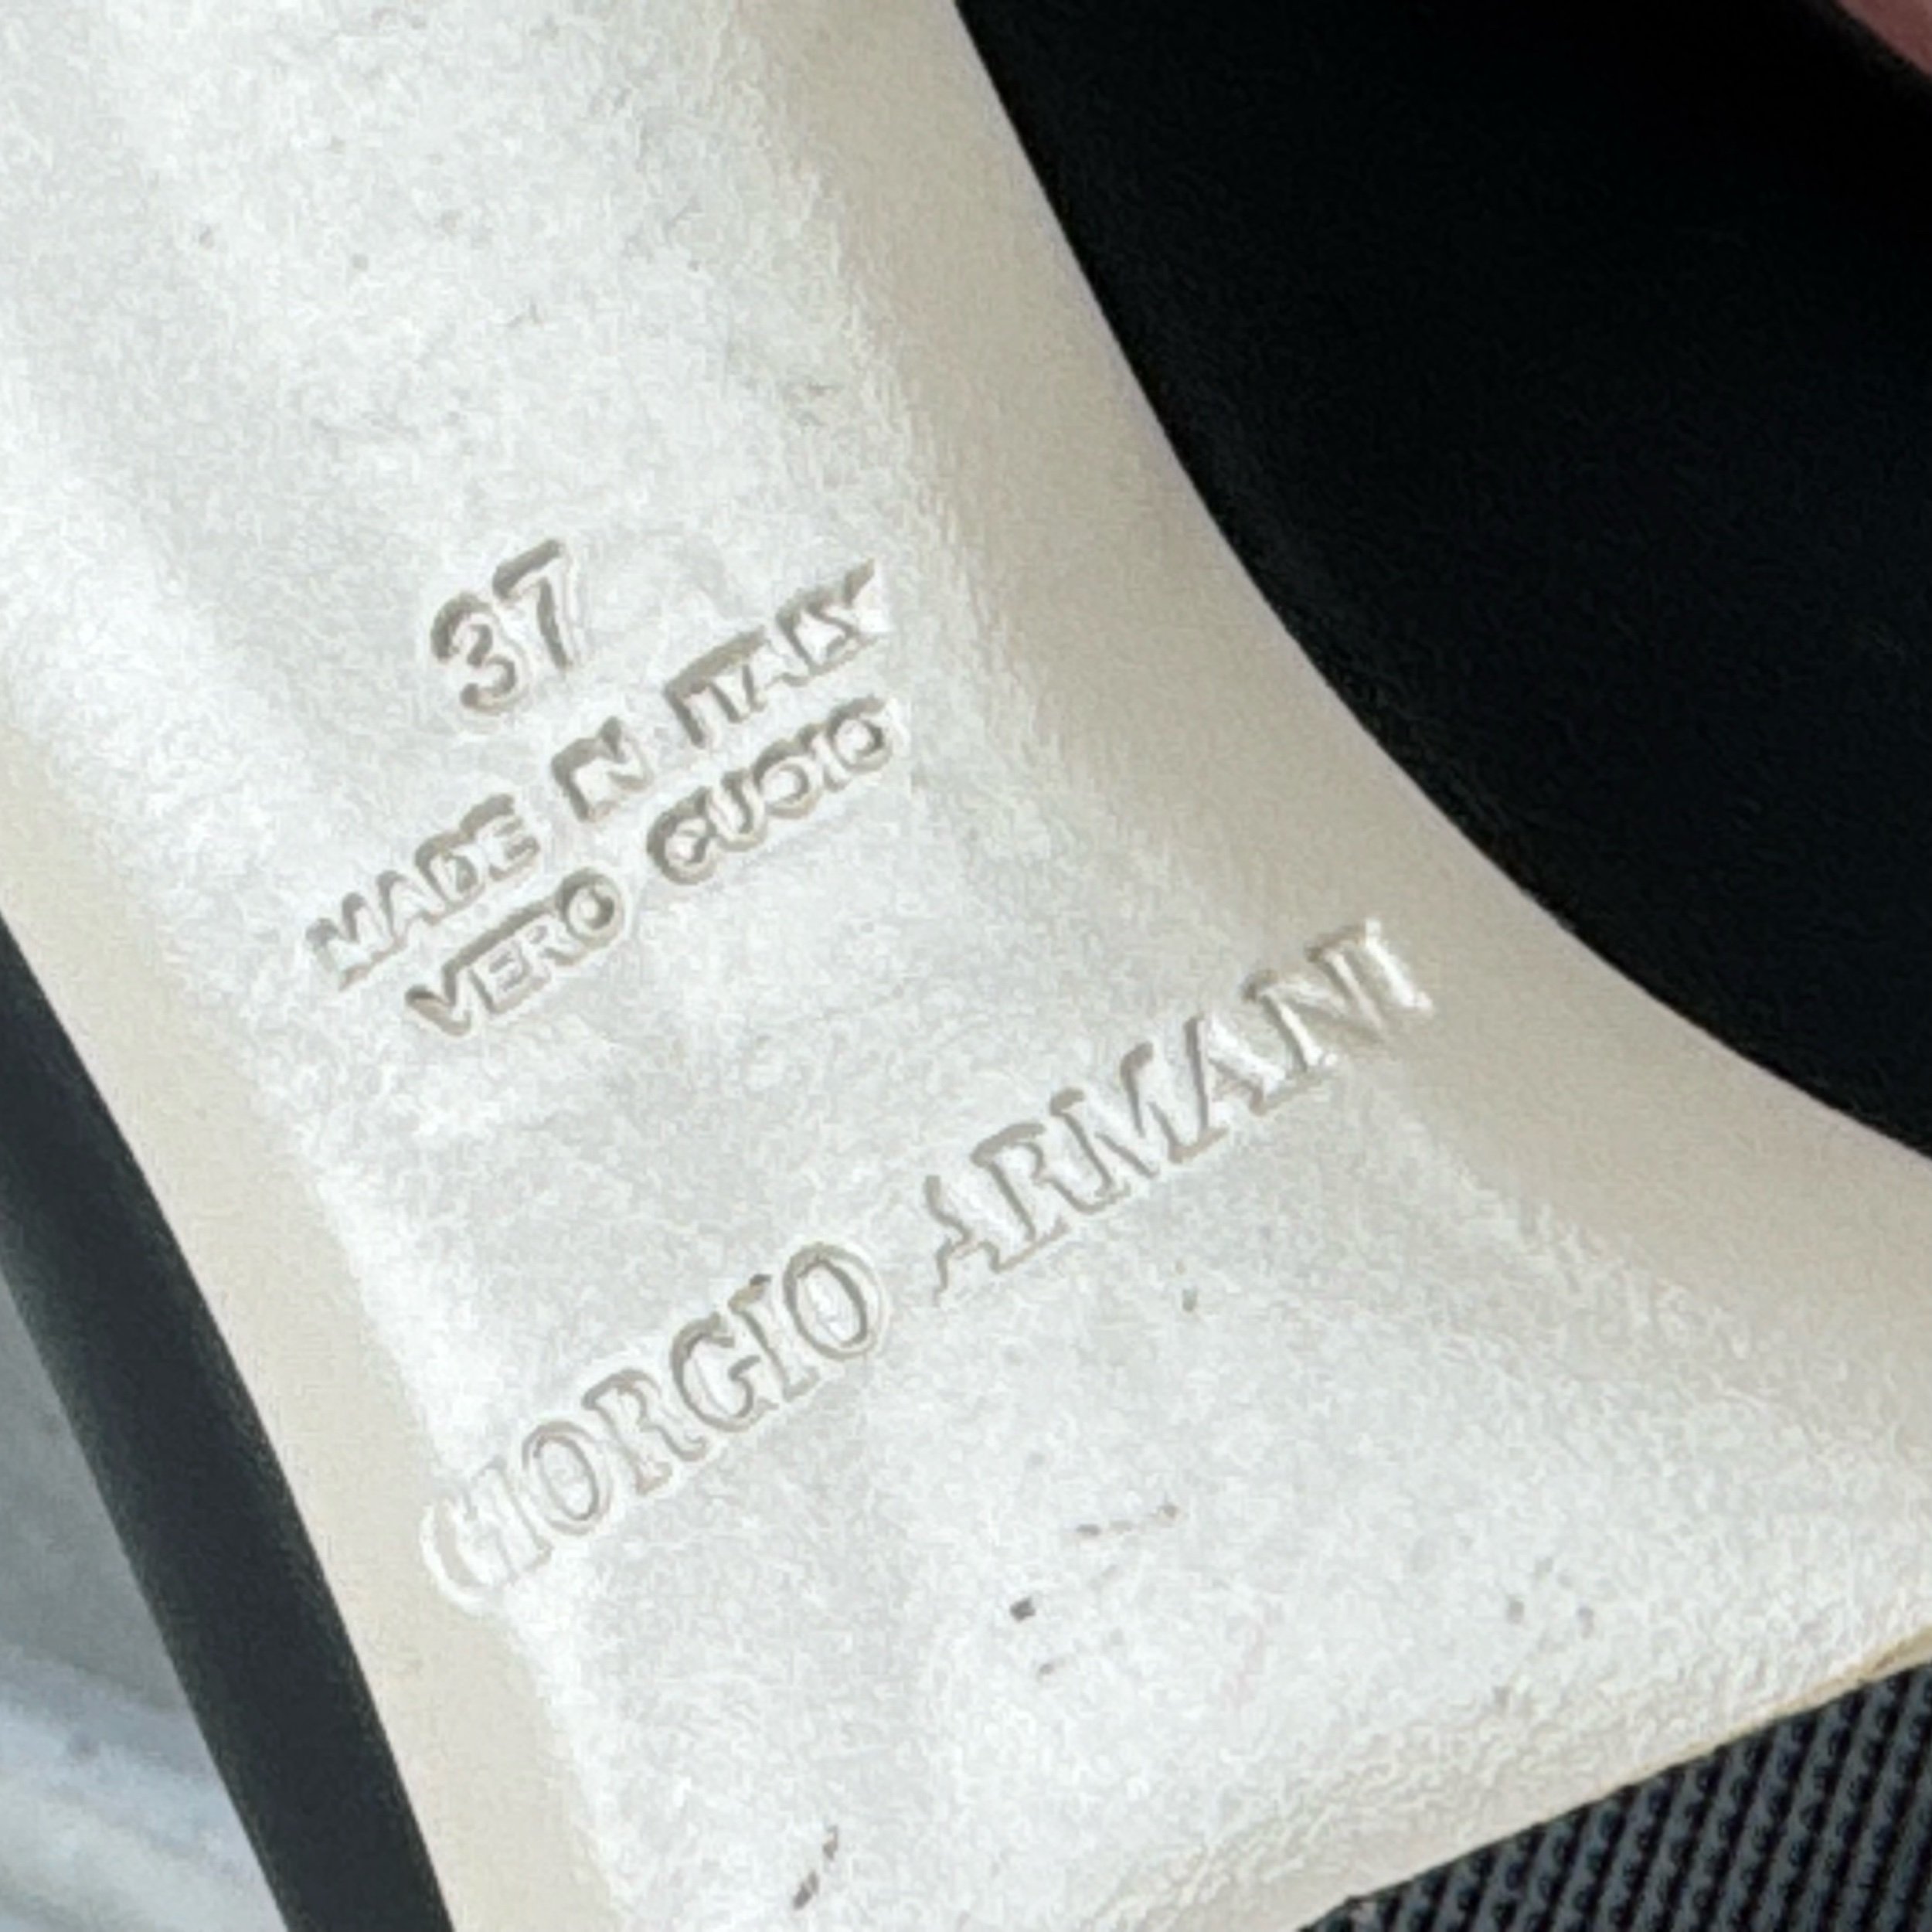 37
MADE IN ITALY
VERO CUOIO
GIORGIO ARMANI